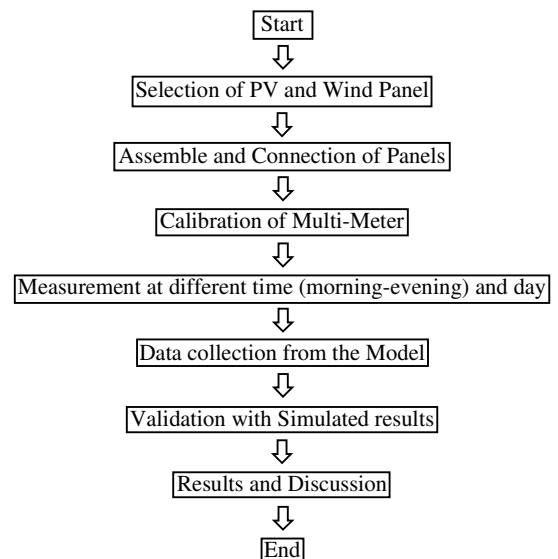 Start
Selection of PV and Wind Panel
Assemble and Connection of Panels
Calibration of Multi-Meter
Measurement at different time (morning-evening) and day
Data collection from the Model
Validation with Simulated results
Results and Discussion
End